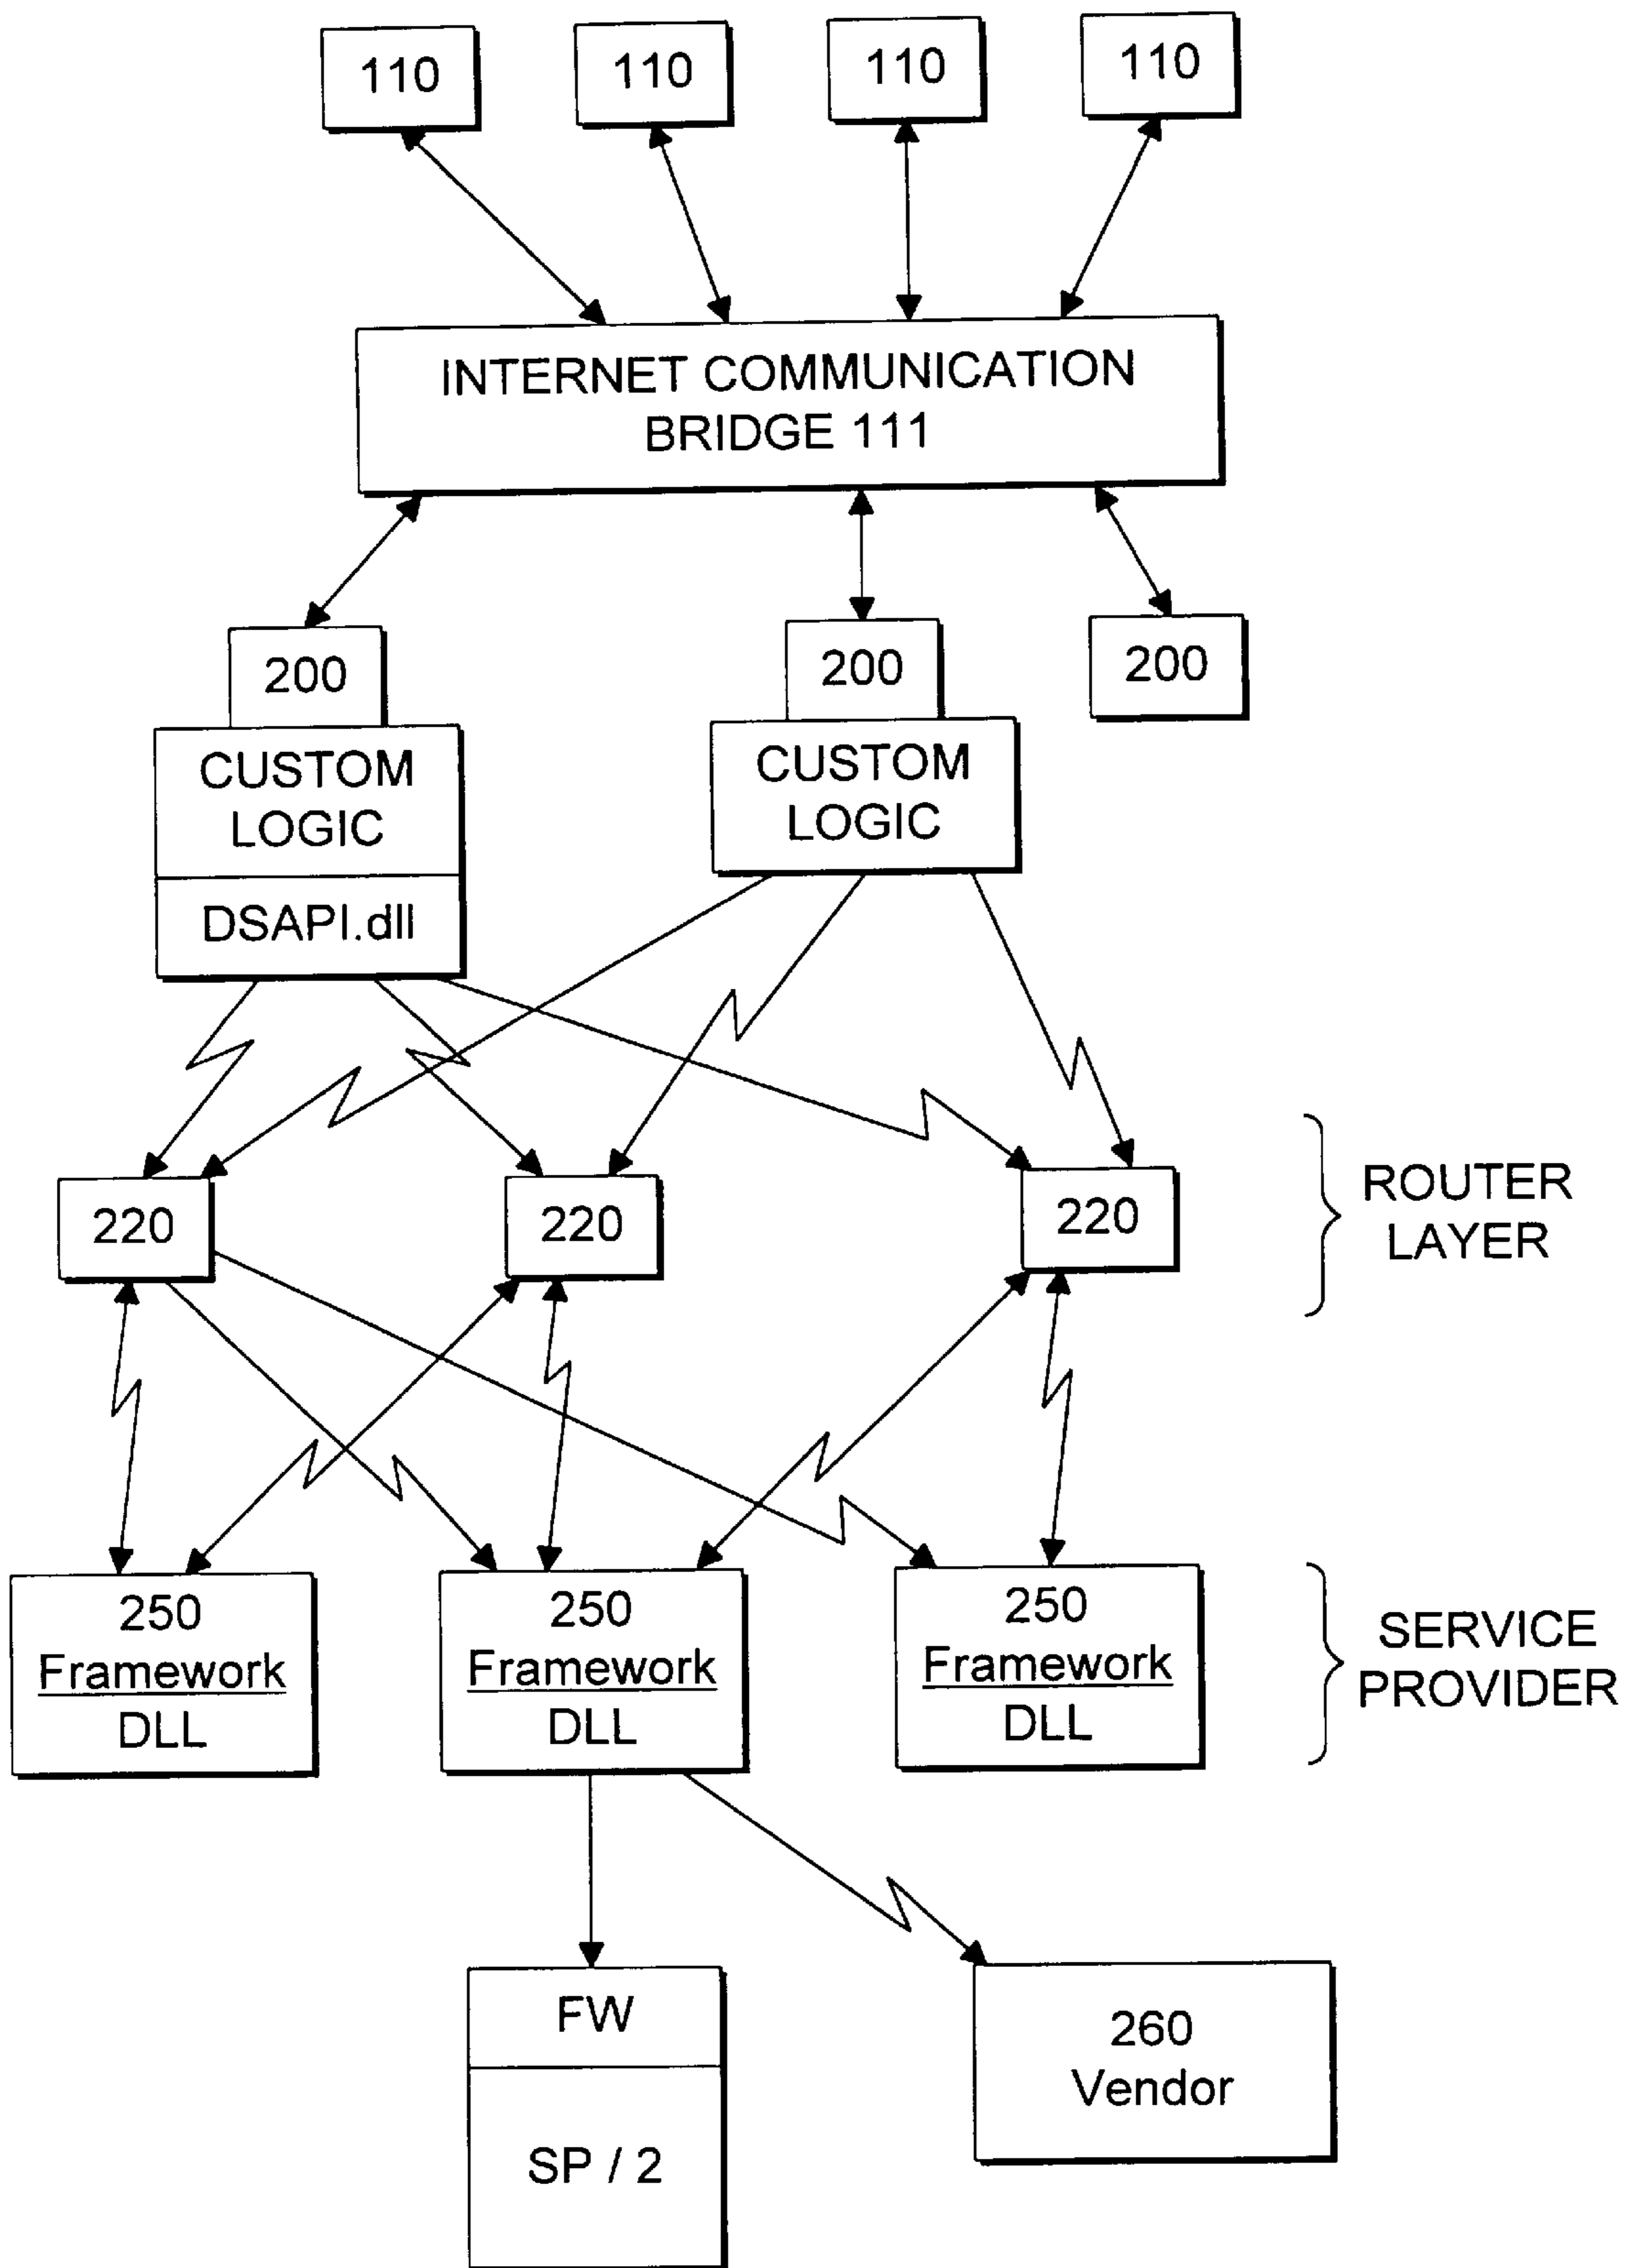 110
110
110
110
INTERNET COMMUNICATION
BRIDGE 111
200
200
200
CUSTOM
LOGIC
DSAPI.dll
CUSTOM
LOGIC
220
220
220
ROUTER
LAYER
250
Framework
DLL
250
Framework
DLL
250
Framework
DLL
SERVICE
PROVIDER
FW
SP / 2
260
Vendor